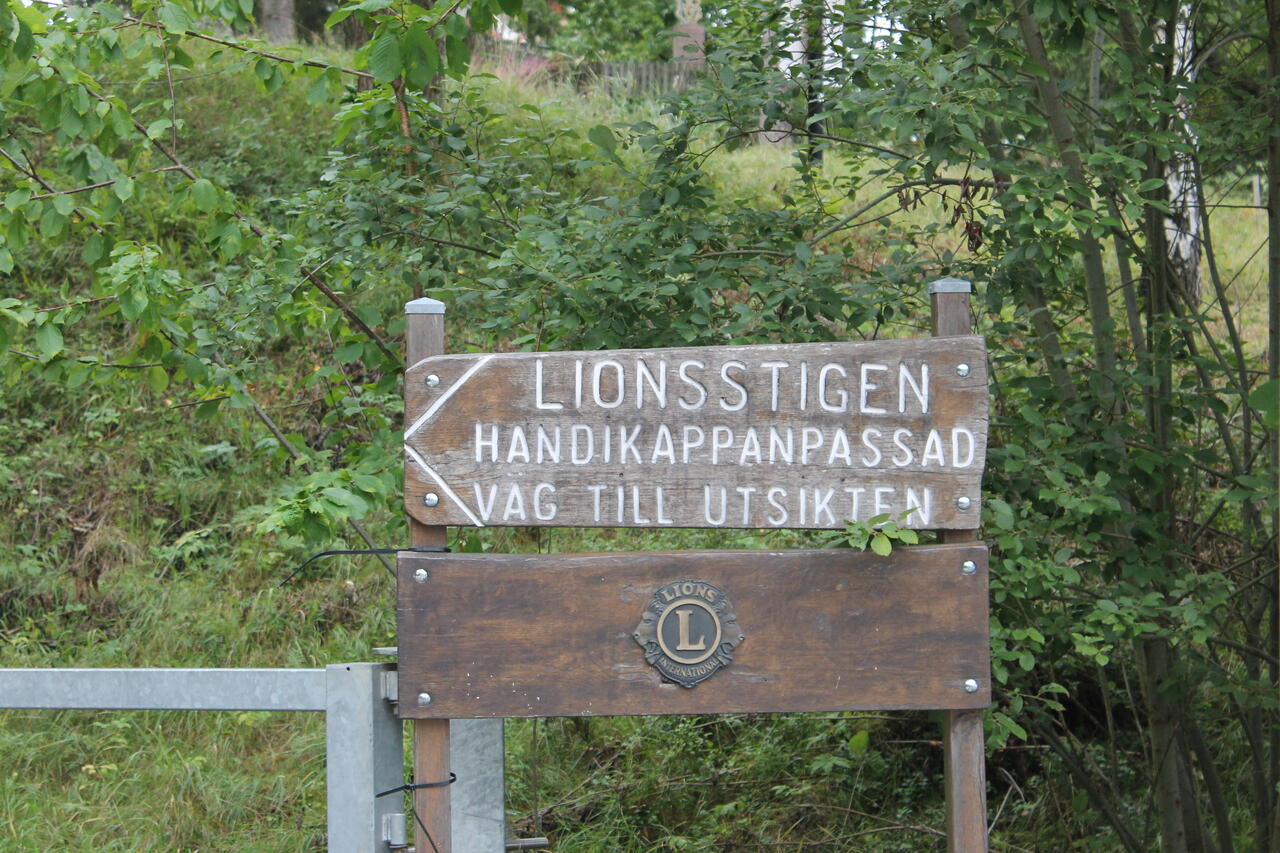 LIONSSTIGEN
HANDIKAPPANPASSAD
VAG TILL UTSIKTEN
LIONS
L
INTERNATIONAL